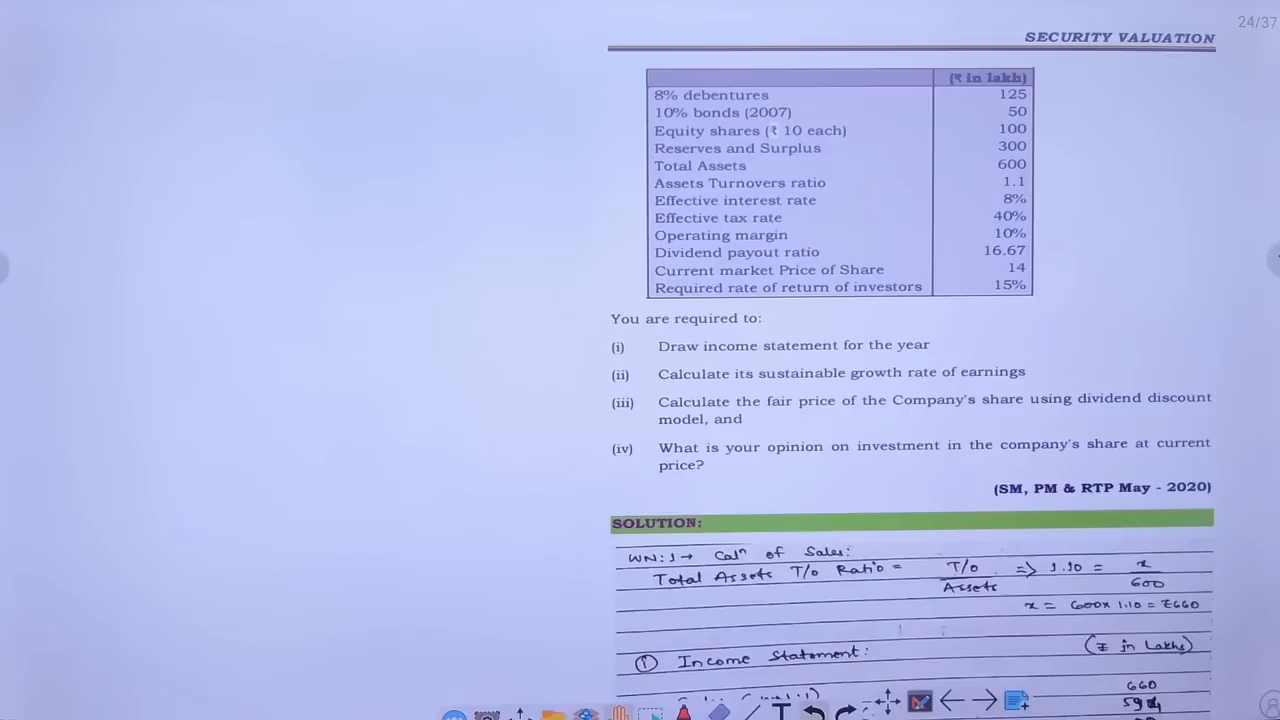 24/37
SECURITY VALUATION
(₹ in lakh)
8% debentures 125
10% bonds (2007) 50
Equity shares (₹ 10 each) 100
Reserves and Surplus 300
Total Assets 600
Assets Turnovers ratio 1.1
Effective interest rate 8%
Effective tax rate 40%
Operating margin 10%
Dividend payout ratio 16.67
Current market Price of Share 14
Required rate of return of investors 15%
You are required to:
(i) Draw income statement for the year
(ii) Calculate its sustainable growth rate of earnings
(iii) Calculate the fair price of the Company's share using dividend discount
model, and
(iv) What is your opinion on investment in the company's share at current
price?
(SM, PM & RTP May - 2020)
SOLUTION:
WN:1→ Calⁿ of Sales:
Total Assets T/o Ratio = T/o / Assets => 1.10 = x / 600
x = 600x 1.10 = ₹660
① Income Statement: (₹ in Lakhs)
660
594